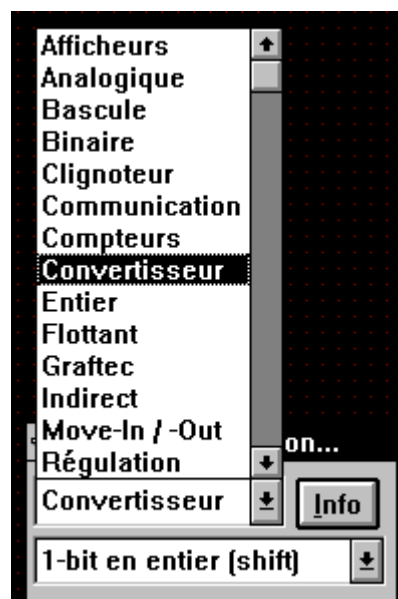 Afficheurs
Analogique
Bascule
Binaire
Clignoteur
Communication
Compteurs
Convertisseur
Entier
Flottant
Graftec
Indirect
Move-In / -Out
Régulation
on...
Convertisseur
Info
1-bit en entier (shift)